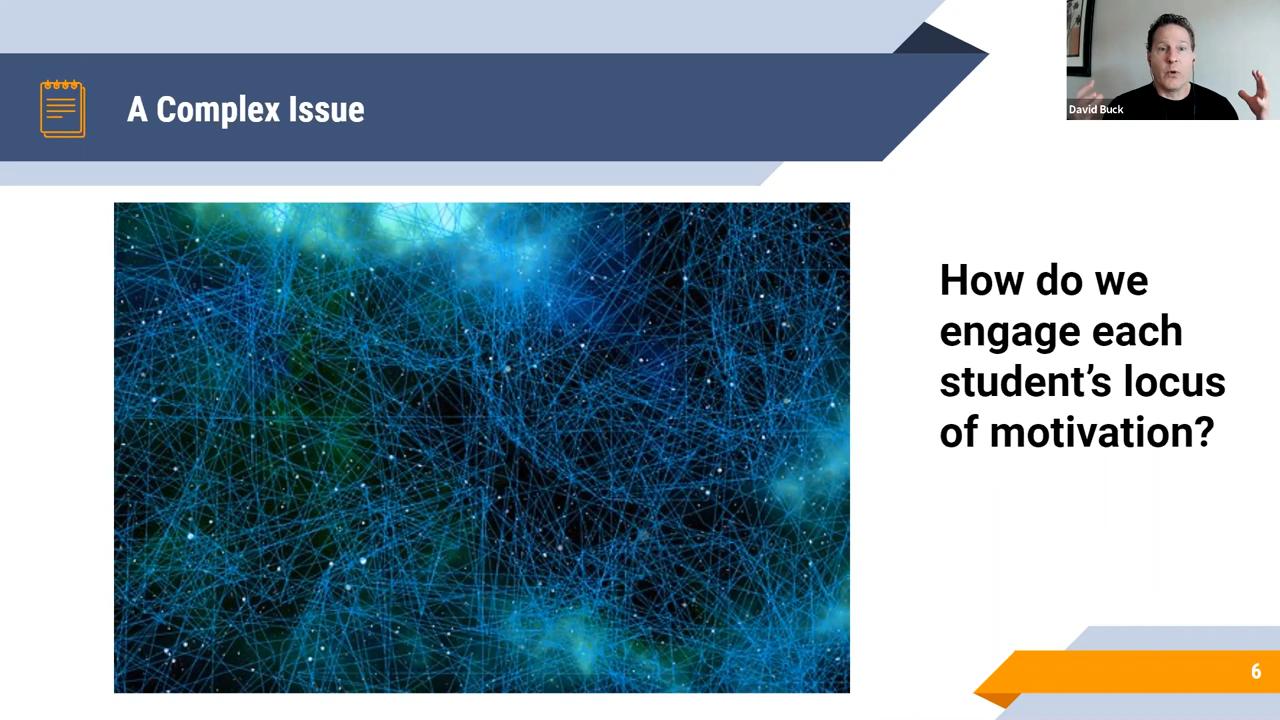 A Complex Issue
David Buck
How do we
engage each
student's locus
of motivation?
6